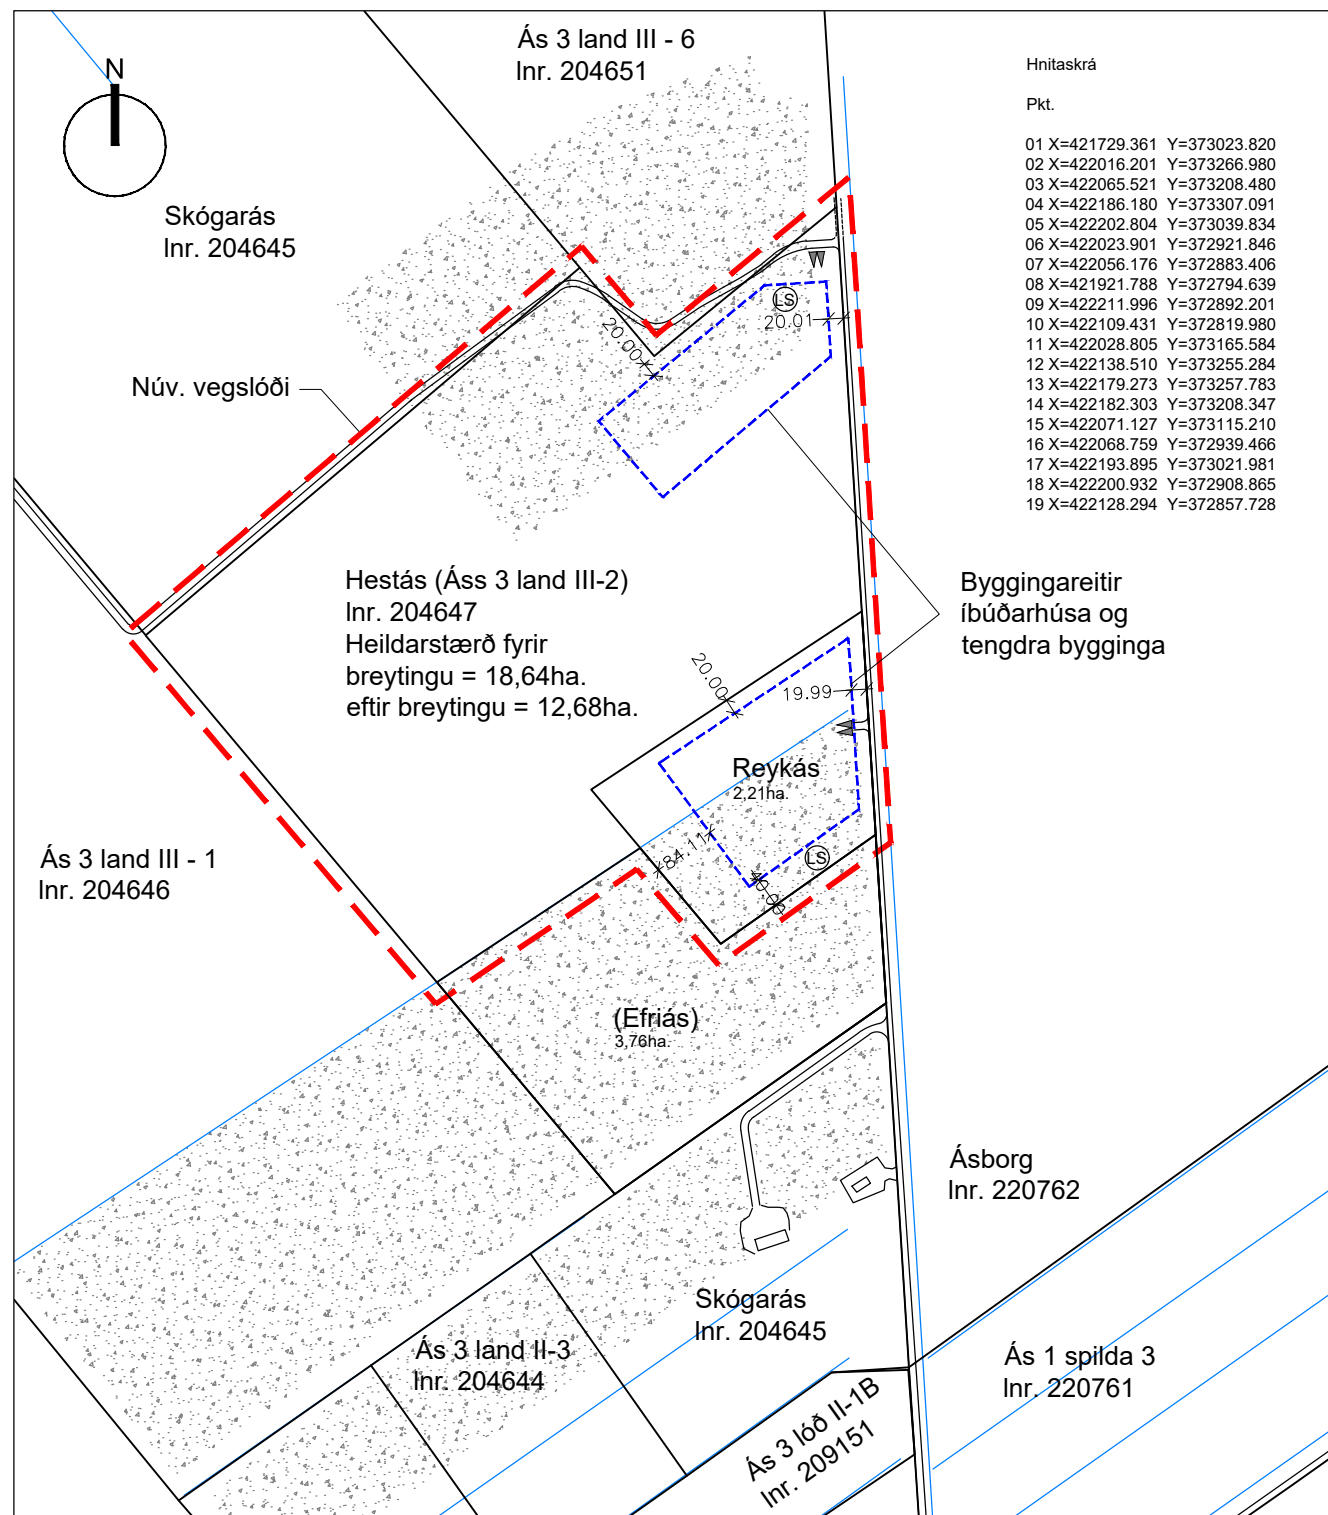 Ás 3 land III - 6
lnr. 204651
N
Skógarás
lnr. 204645
Núv. vegslóði
LS
20.01
20.00
Hnitaskrá
Pkt.
01 X=421729.361 Y=373023.820
02 X=422016.201 Y=373266.980
03 X=422065.521 Y=373208.480
04 X=422186.180 Y=373307.091
05 X=422202.804 Y=373039.834
06 X=422023.901 Y=372921.846
07 X=422056.176 Y=372883.406
08 X=421921.788 Y=372794.639
09 X=422211.996 Y=372892.201
10 X=422109.431 Y=372819.980
11 X=422028.805 Y=373165.584
12 X=422138.510 Y=373255.284
13 X=422179.273 Y=373257.783
14 X=422182.303 Y=373208.347
15 X=422071.127 Y=373115.210
16 X=422068.759 Y=372939.466
17 X=422193.895 Y=373021.981
18 X=422200.932 Y=372908.865
19 X=422128.294 Y=372857.728
Hestás (Áss 3 land III-2)
lnr. 204647
Heildarstærð fyrir
breytingu = 18,64ha.
eftir breytingu = 12,68ha.
Byggingareitir
íbúðarhúsa og
tengdra bygginga
20.00
19.99
Reykás
2,21ha.
84.11
LS
40.00
Ás 3 land III - 1
lnr. 204646
(Efriás)
3,76ha.
Ásborg
lnr. 220762
Skógarás
lnr. 204645
Ás 3 land II-3
lnr. 204644
Ás 1 spilda 3
lnr. 220761
Ás 3 lóð II-1B
lnr. 209151